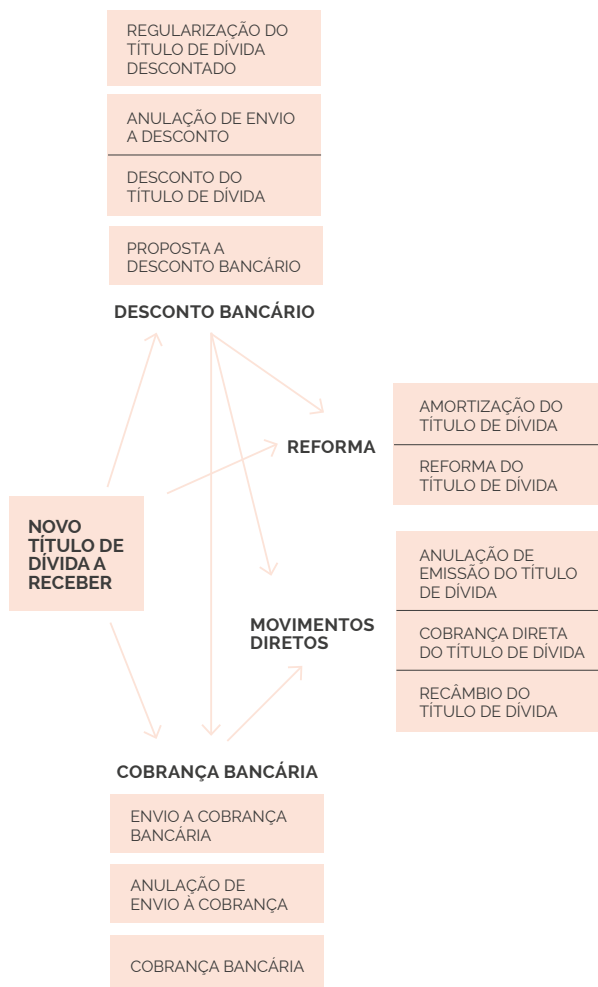 REGULARIZAÇÃO DO
TÍTULO DE DÍVIDA
DESCONTADO
ANULAÇÃO DE ENVIO
A DESCONTO
DESCONTO DO
TÍTULO DE DÍVIDA
PROPOSTA A
DESCONTO BANCÁRIO
DESCONTO BANCÁRIO
REFORMA
AMORTIZAÇÃO DO
TÍTULO DE DÍVIDA
REFORMA DO
TÍTULO DE DÍVIDA
NOVO
TÍTULO DE
DÍVIDA A
RECEBER
MOVIMENTOS
DIRETOS
ANULAÇÃO DE
EMISSÃO DO TÍTULO
DE DÍVIDA
COBRANÇA DIRETA
DO TÍTULO DE DÍVIDA
RECÂMBIO DO
TÍTULO DE DÍVIDA
COBRANÇA BANCÁRIA
ENVIO A COBRANÇA
BANCÁRIA
ANULAÇÃO DE
ENVIO À COBRANÇA
COBRANÇA BANCÁRIA